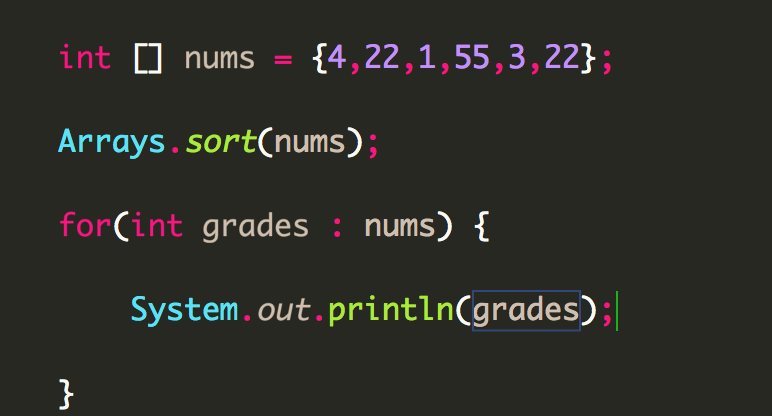 int [] nums = {4,22,1,55,3,22};
Arrays.sort(nums);
for(int grades : nums) {
System.out.println(grades);
}